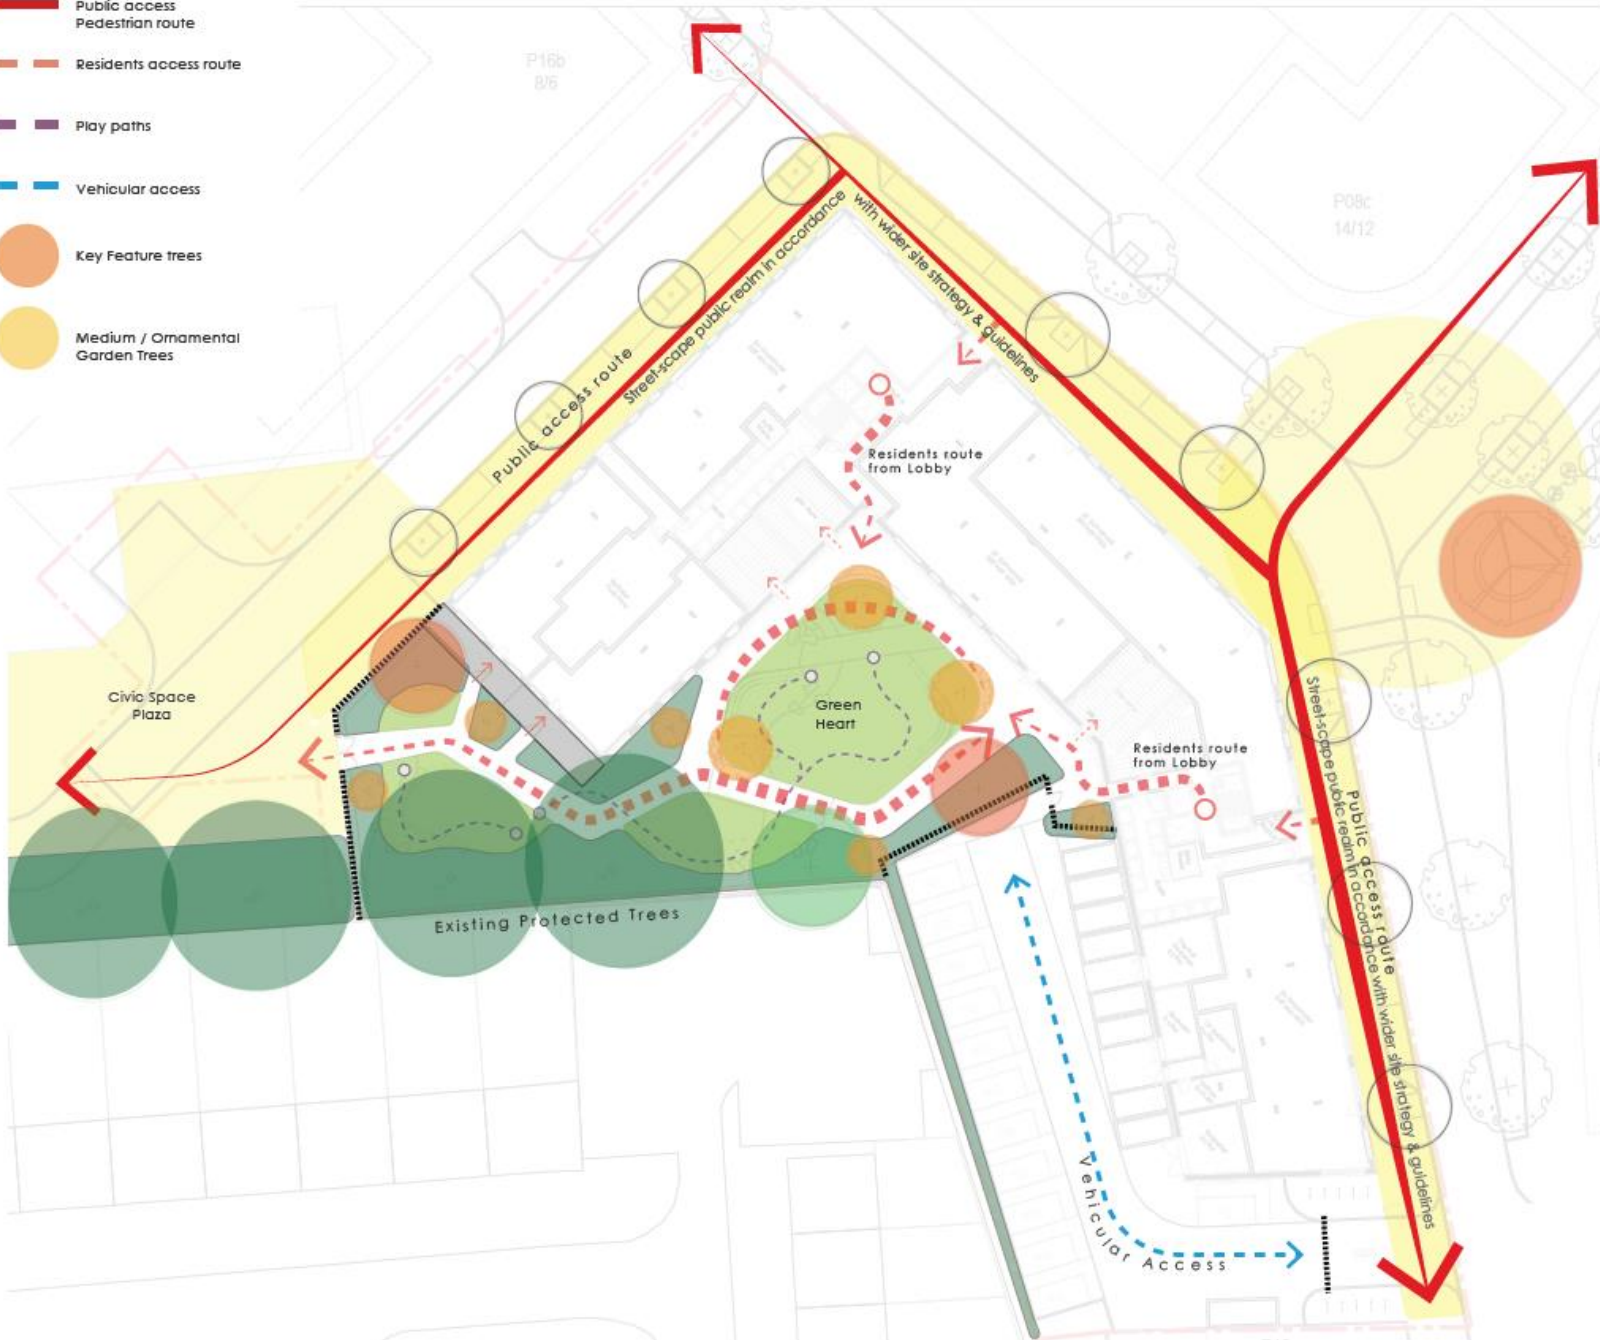 Public access
Pedestrian route
Residents access route
Play paths
Vehicular access
Key Feature trees
Medium / Ornamental
Garden Trees
P16b
8/6
P08c
14/12
Public access route
Street-scape public realm in accordance
with wider site strategy & guidelines
Residents route
from Lobby
Civic Space
Plaza
Green
Heart
Residents route
from Lobby
Existing Protected Trees
Public access route
Street-scape public realm in accordance with wider site strategy & guidelines
Vehicular Access